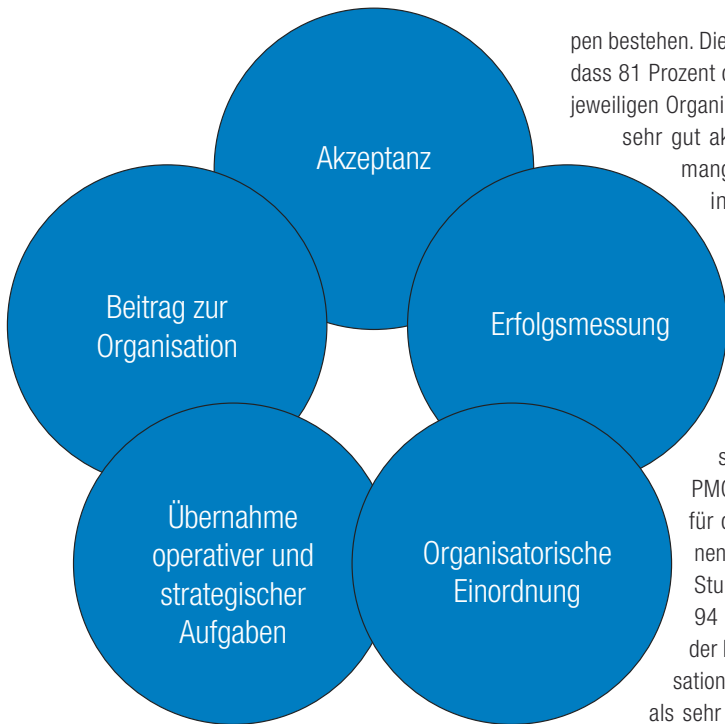 Akzeptanz
Beitrag zur
Organisation
Erfolgsmessung
Übernahme
operativer und
strategischer
Aufgaben
Organisatorische
Einordnung
pen bestehen. Die
dass 81 Prozent
jeweiligen Organi
sehr gut ak
mang
in
s
PMO
für
nen
Stu
94
der
sation
als sehr